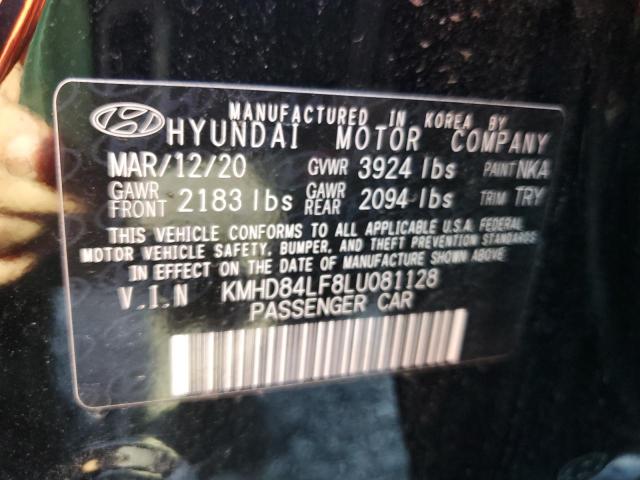 MANUFACTURED IN KOREA BY
HYUNDAI MOTOR COMPANY
MAR/12/20 GVWR 3924 lbs PAINT NKA
GAWR FRONT 2183 lbs GAWR REAR 2094 lbs TRIM TRY
THIS VEHICLE CONFORMS TO ALL APPLICABLE U.S.A. FEDERAL
MOTOR VEHICLE SAFETY, BUMPER, AND THEFT PREVENTION STANDARDS
IN EFFECT ON THE DATE OF MANUFACTURE SHOWN ABOVE
V.I.N KMHD84LF8LU081128
PASSENGER CAR